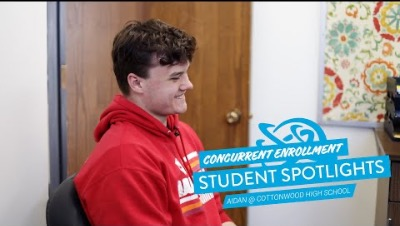 CONCURRENT ENROLLMENT
STUDENT SPOTLIGHTS
AIDAN @ COTTONWOOD HIGH SCHOOL